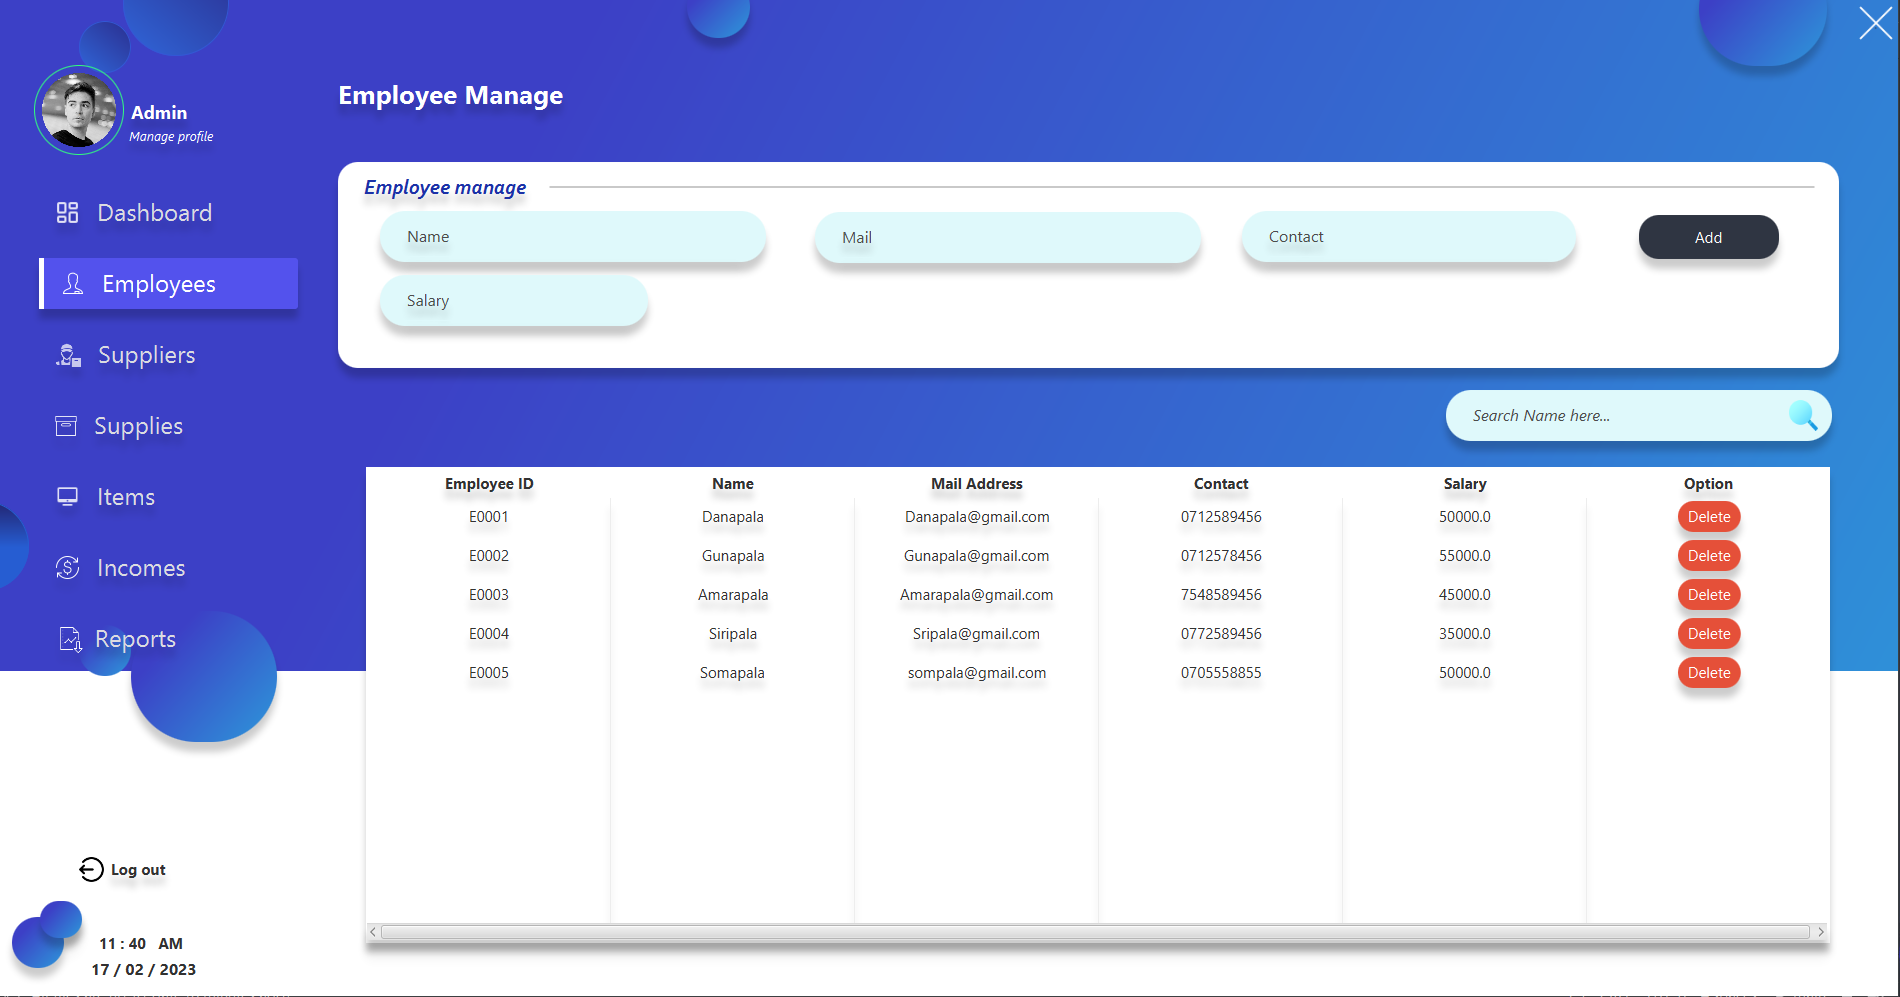 Admin
Manage profile
Dashboard
Employees
Suppliers
Supplies
Items
Incomes
Reports
Log out
11 : 40 AM
17 / 02 / 2023
Employee Manage
Employee manage
Name Mail Contact Add
Salary
Search Name here...
Employee ID Name Mail Address Contact Salary Option
E0001 Danapala Danapala@gmail.com 0712589456 50000.0 Delete
E0002 Gunapala Gunapala@gmail.com 0712578456 55000.0 Delete
E0003 Amarapala Amarapala@gmail.com 7548589456 45000.0 Delete
E0004 Siripala Sripala@gmail.com 0772589456 35000.0 Delete
E0005 Somapala sompala@gmail.com 0705558855 50000.0 Delete